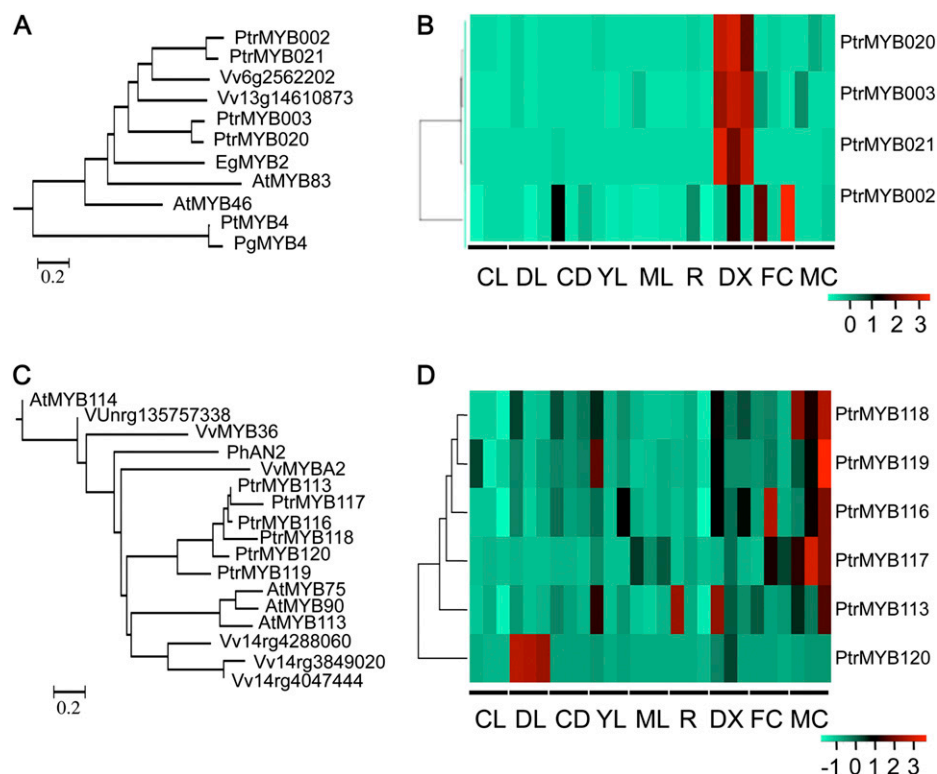 A
PtrMYB002
PtrMYB021
Vv6g2562202
Vv13g14610873
PtrMYB003
PtrMYB020
EgMYB2
AtMYB83
AtMYB46
PtMYB4
PgMYB4
0.2
B
PtrMYB020
PtrMYB003
PtrMYB021
PtrMYB002
CL DL CD YL ML R DX FC MC
0 1 2 3
C
AtMYB114
VUnrg135757338
VvMYB36
PhAN2
VvMYBA2
PtrMYB113
PtrMYB117
PtrMYB116
PtrMYB118
PtrMYB120
PtrMYB119
AtMYB75
AtMYB90
AtMYB113
Vv14rg4288060
Vv14rg3849020
Vv14rg4047444
0.2
D
PtrMYB118
PtrMYB119
PtrMYB116
PtrMYB117
PtrMYB113
PtrMYB120
CL DL CD YL ML R DX FC MC
-1 0 1 2 3